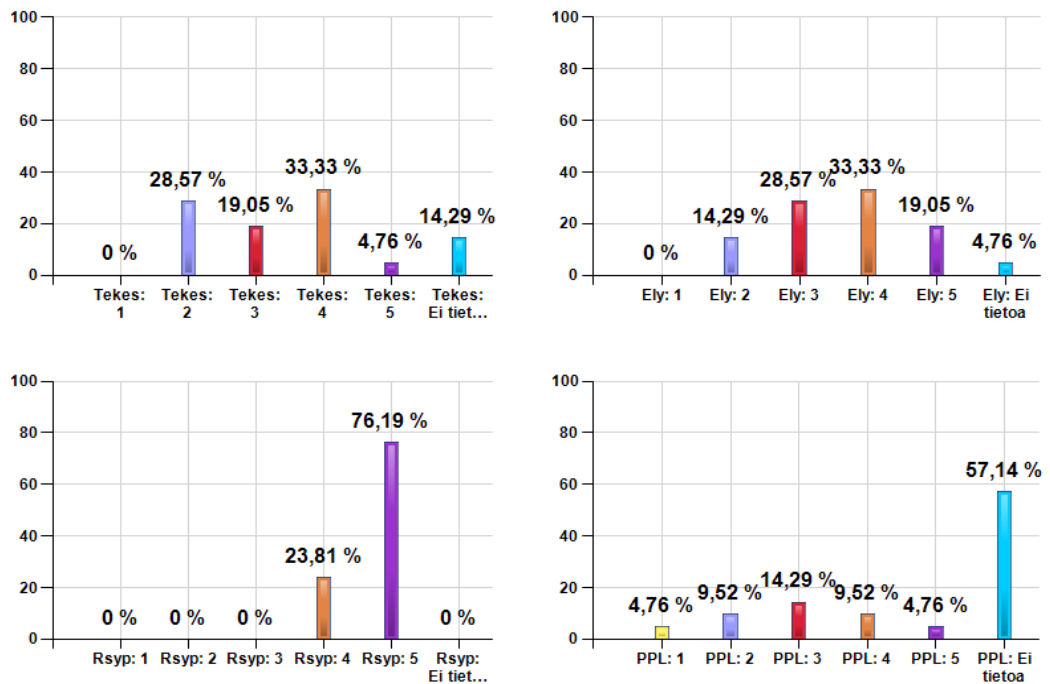 100
80
60
40
20
0
0 %
28,57 %
19,05 %
33,33 %
4,76 %
14,29 %
Tekes:
1
Tekes:
2
Tekes:
3
Tekes:
4
Tekes:
5
Tekes:
Ei tiet...
100
80
60
40
20
0
0 %
14,29 %
28,57 %
33,33 %
19,05 %
4,76 %
Ely: 1
Ely: 2
Ely: 3
Ely: 4
Ely: 5
Ely: Ei
tietoa
100
80
60
40
20
0
0 %
0 %
0 %
23,81 %
76,19 %
0 %
Rsyp: 1
Rsyp: 2
Rsyp: 3
Rsyp: 4
Rsyp: 5
Rsyp:
Ei tiet...
100
80
60
40
20
0
4,76 %
9,52 %
14,29 %
9,52 %
4,76 %
57,14 %
PPL: 1
PPL: 2
PPL: 3
PPL: 4
PPL: 5
PPL: Ei
tietoa